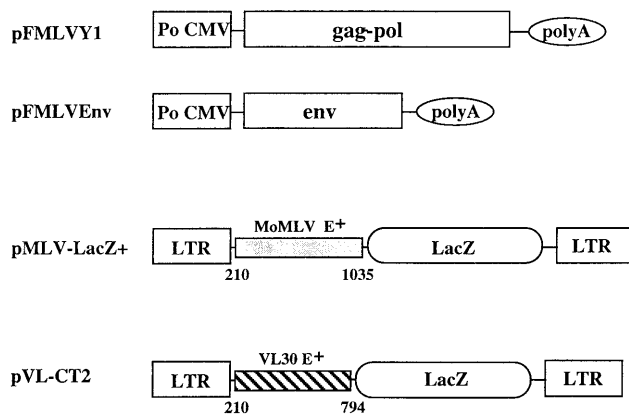 pFMLVY1 Po CMV gag-pol polyA
pFMLVEnv Po CMV env polyA
MoMLV E+
pMLV-LacZ+ LTR LacZ LTR
210 1035
VL30 E+
pVL-CT2 LTR LacZ LTR
210 794